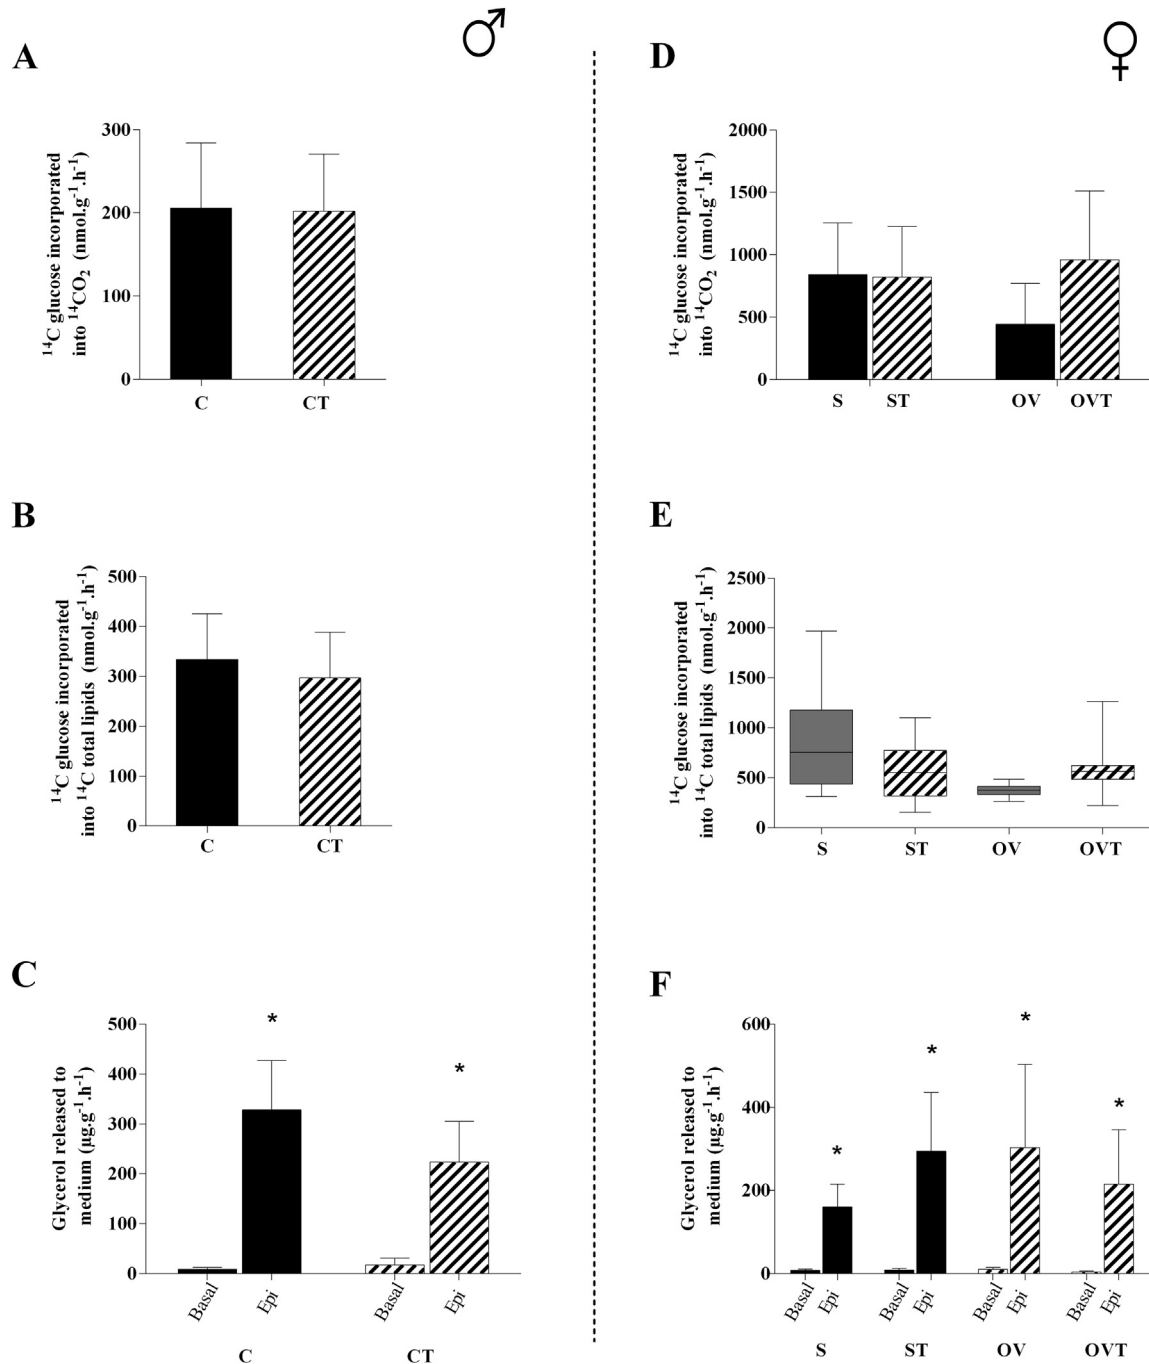 A
¹⁴C glucose incorporated
into ¹⁴CO₂ (nmol.g⁻¹.h⁻¹)
300
200
100
0
C CT
B
¹⁴C glucose incorporated
into ¹⁴C total lipids (nmol.g⁻¹.h⁻¹)
500
400
300
200
100
0
C CT
C
Glycerol released to
medium (µg.g⁻¹.h⁻¹)
500
400
300
200
100
0
* *
Basal Epi Basal Epi
C CT
D
¹⁴C glucose incorporated
into ¹⁴CO₂ (nmol.g⁻¹.h⁻¹)
2000
1500
1000
500
0
S ST OV OVT
E
¹⁴C glucose incorporated
into ¹⁴C total lipids (nmol.g⁻¹.h⁻¹)
2500
2000
1500
1000
500
0
S ST OV OVT
F
Glycerol released to
medium (µg.g⁻¹.h⁻¹)
600
400
200
0
* * * *
Basal Epi Basal Epi Basal Epi Basal Epi
S ST OV OVT